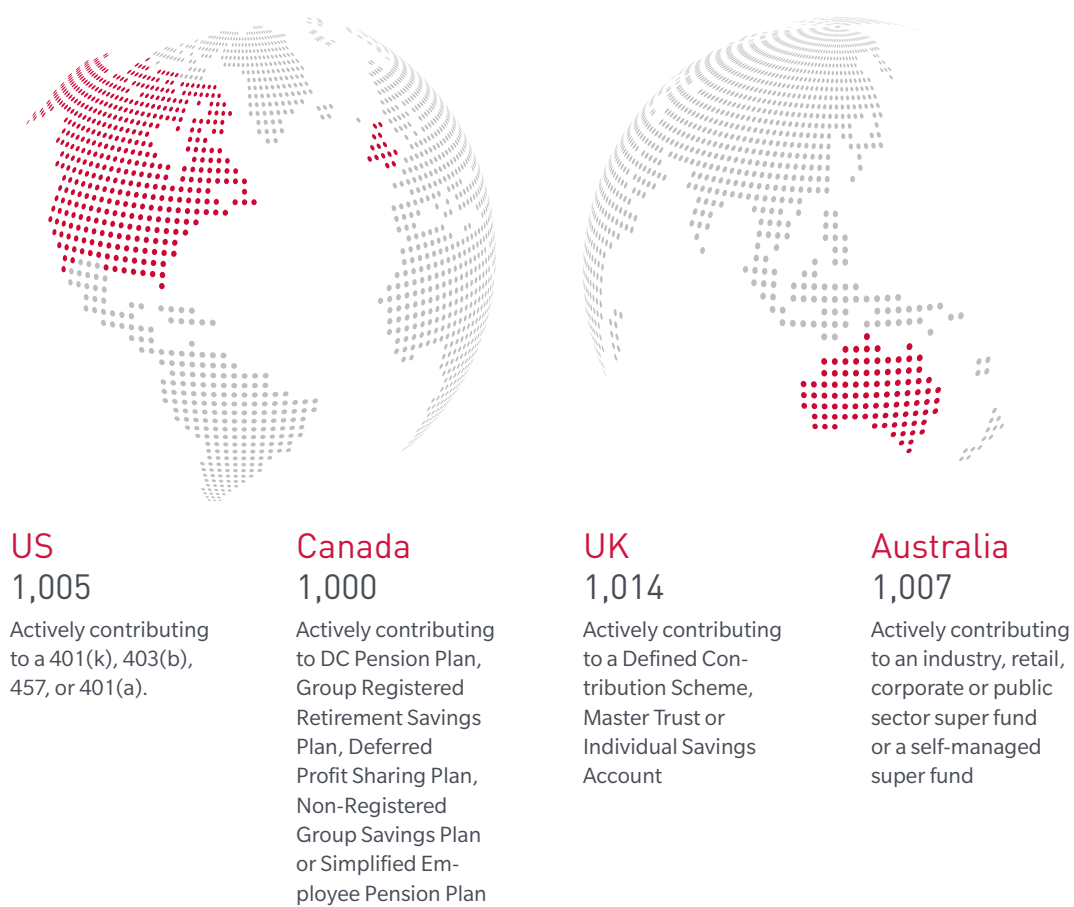 US
1,005
Actively contributing
to a 401(k), 403(b),
457, or 401(a).
Canada
1,000
Actively contributing
to DC Pension Plan,
Group Registered
Retirement Savings
Plan, Deferred
Profit Sharing Plan,
Non-Registered
Group Savings Plan
or Simplified Em-
ployee Pension Plan
UK
1,014
Actively contributing
to a Defined Con-
tribution Scheme,
Master Trust or
Individual Savings
Account
Australia
1,007
Actively contributing
to an industry, retail,
corporate or public
sector super fund
or a self-managed
super fund